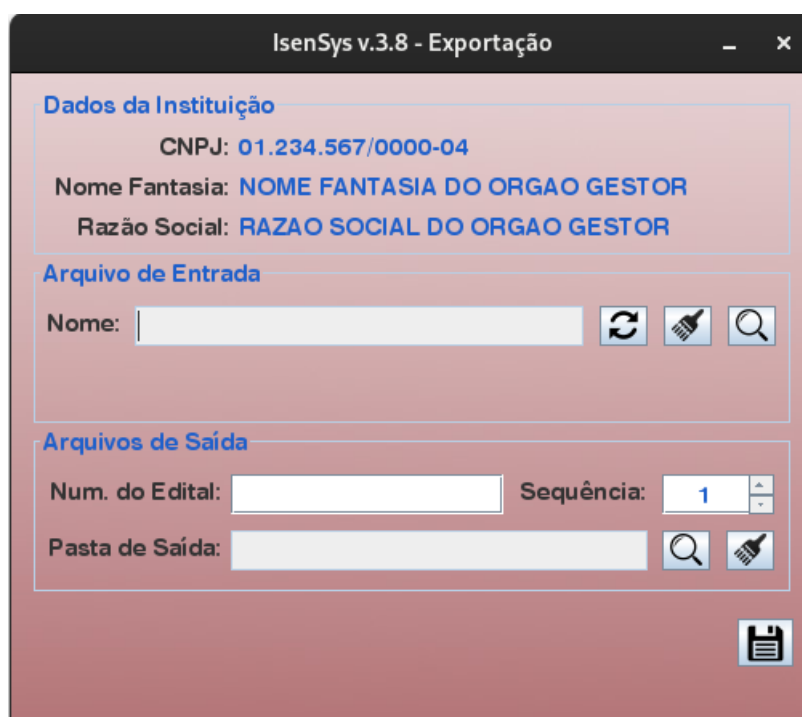 IsenSys v.3.8 - Exportação
Dados da Instituição
CNPJ: 01.234.567/0000-04
Nome Fantasia: NOME FANTASIA DO ORGAO GESTOR
Razão Social: RAZAO SOCIAL DO ORGAO GESTOR
Arquivo de Entrada
Nome:
Arquivos de Saída
Num. do Edital: Sequência: 1
Pasta de Saída: